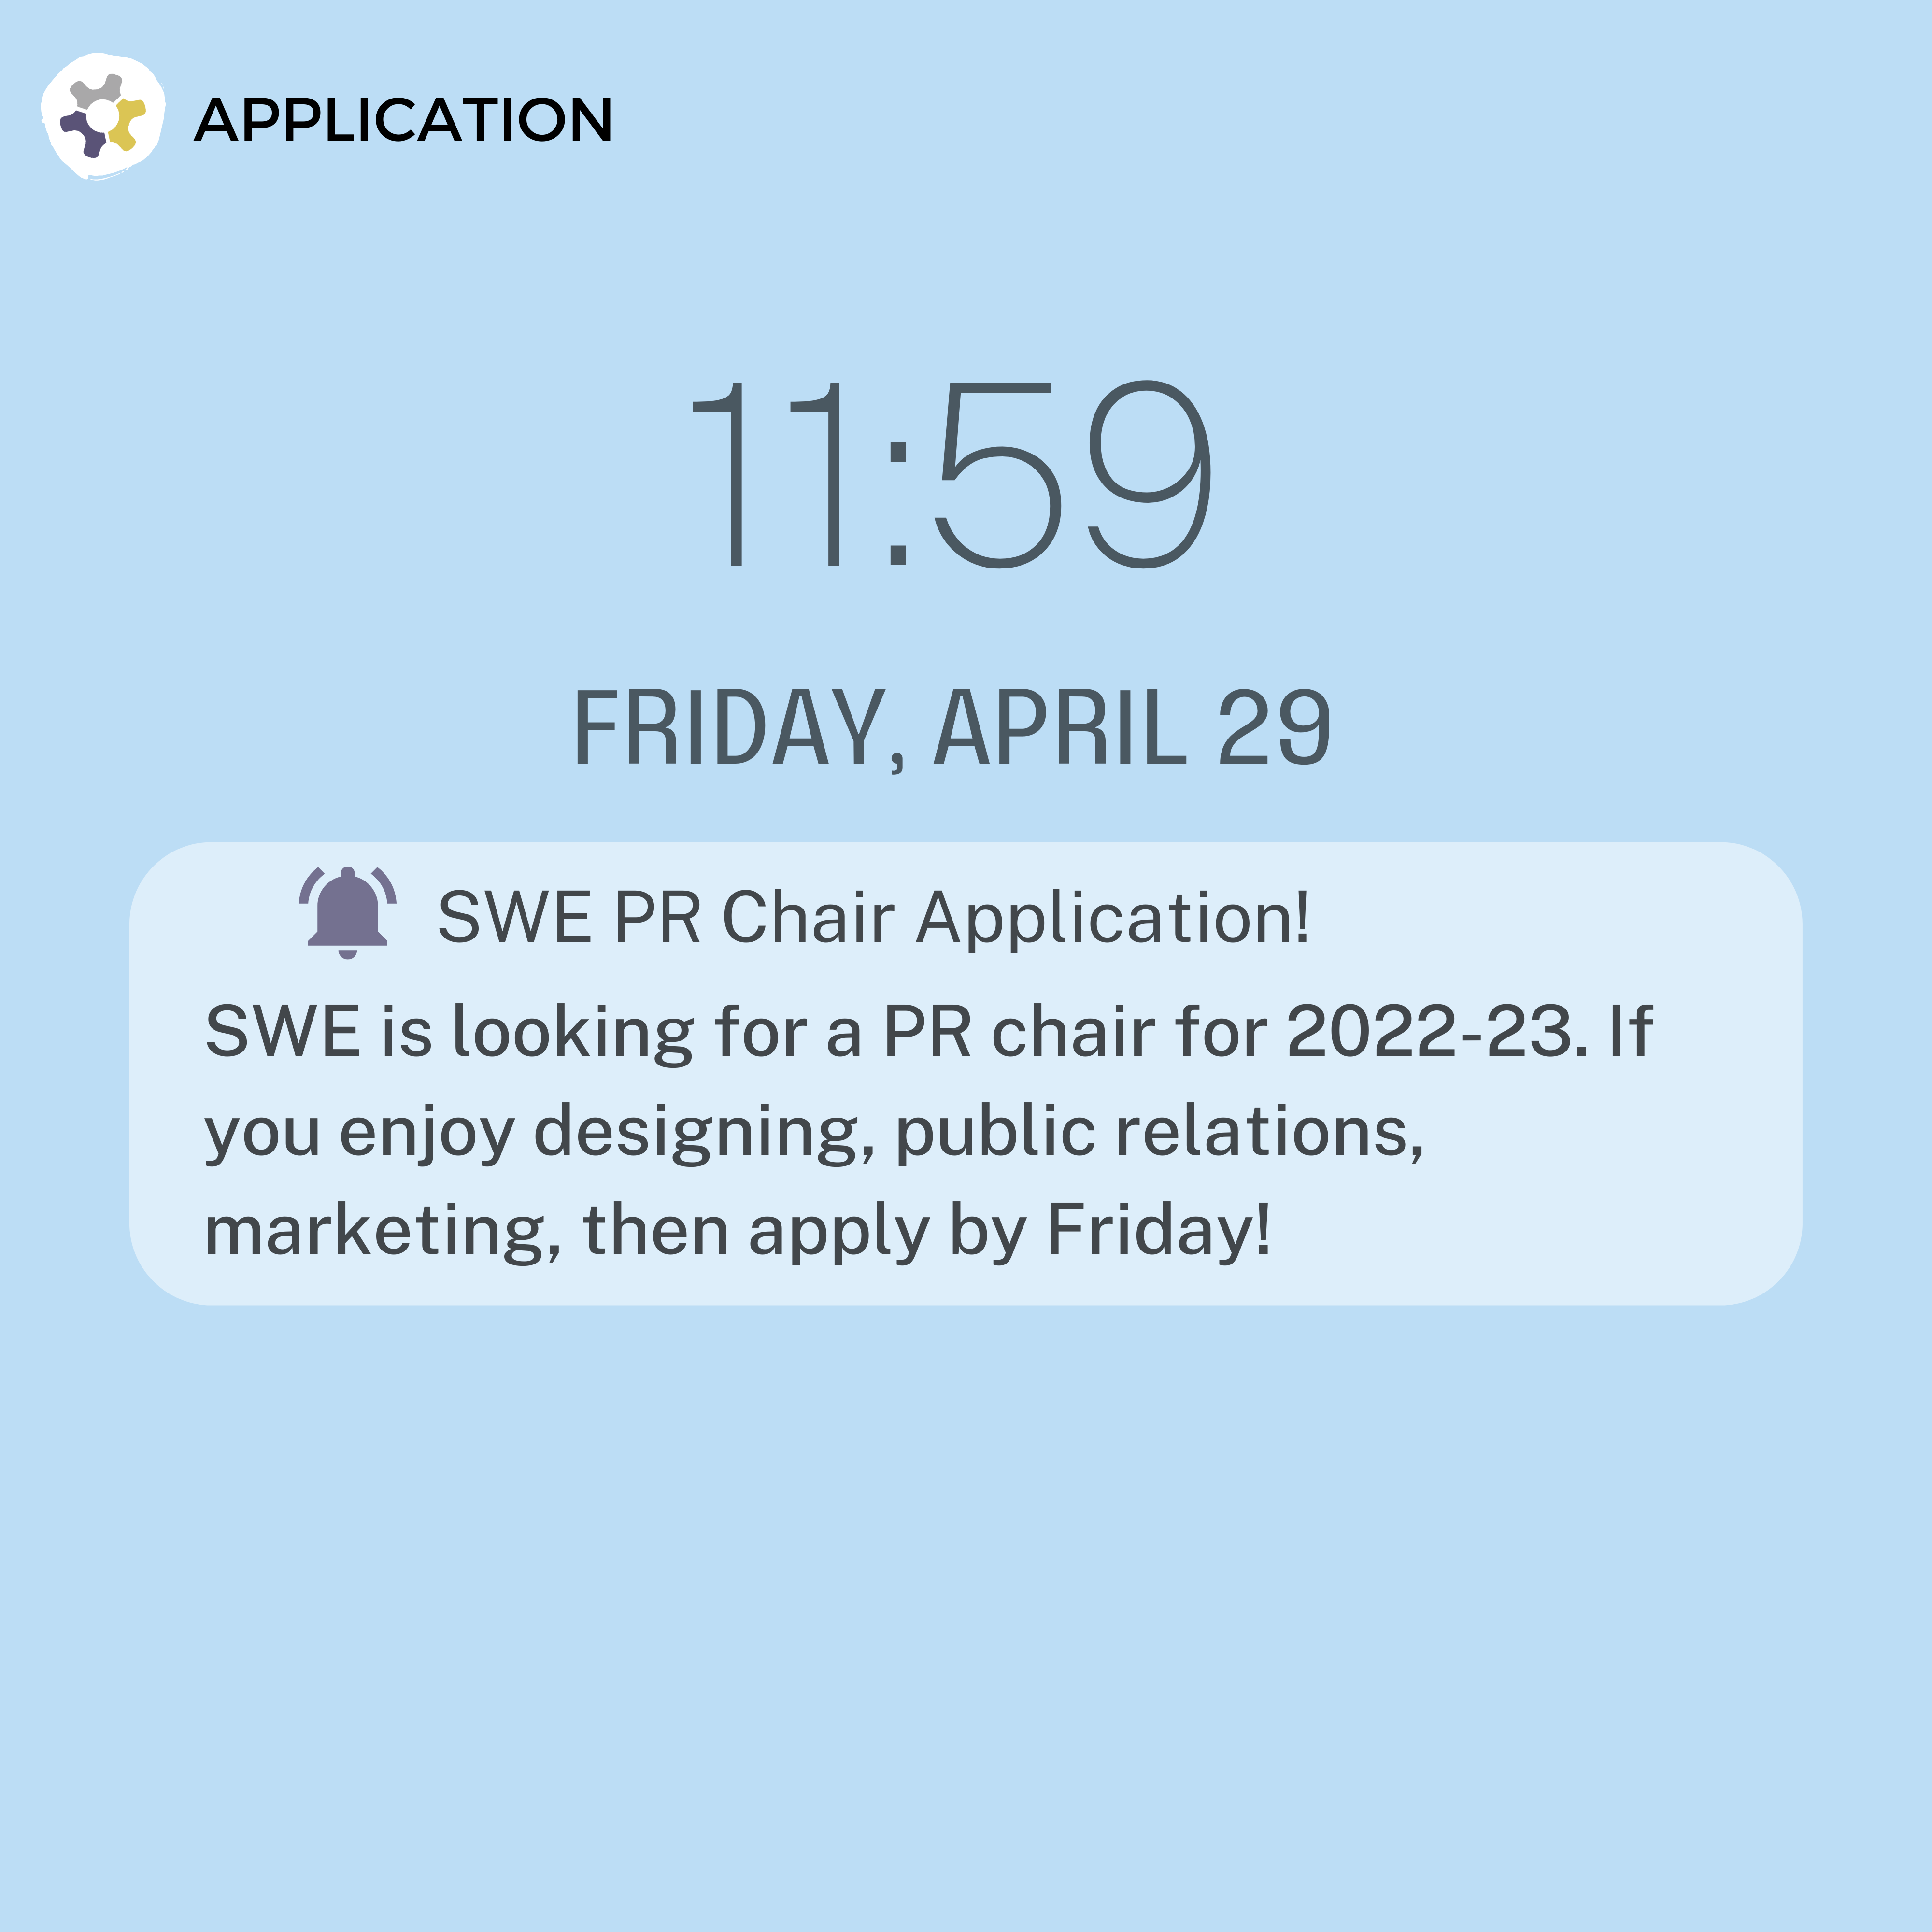 APPLICATION
11:59
FRIDAY, APRIL 29
SWE PR Chair Application!
SWE is looking for a PR chair for 2022-23. If
you enjoy designing, public relations,
marketing, then apply by Friday!